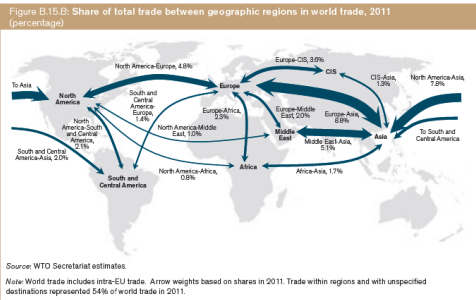 Figure B.15.B: Share of total trade between geographic regions in world trade, 2011
(percentage)
To Asia
North
America
North America-Europe, 4.8%
Europe
Europe-CIS, 3.6%
CIS
CIS-Asia,
1.3%
North America-Asia,
7.8%
South and
Central
America-
Europe,
1.4%
Europe-Africa,
2.3%
Europe-Middle
East, 2.0%
Europe-Asia,
8.8%
North
America-South
and Central
America,
2.1%
North America-Middle
East, 1.0%
Middle
East
Middle East-Asia,
5.1%
Asia
To South and
Central America
South and Central
America-Asia, 2.0%
South and
Central America
North America-Africa,
0.8%
Africa
Africa-Asia, 1.7%
Source: WTO Secretariat estimates.
Note: World trade includes intra-EU trade. Arrow weights based on shares in 2011. Trade within regions and with unspecified
destinations represented 54% of world trade in 2011.